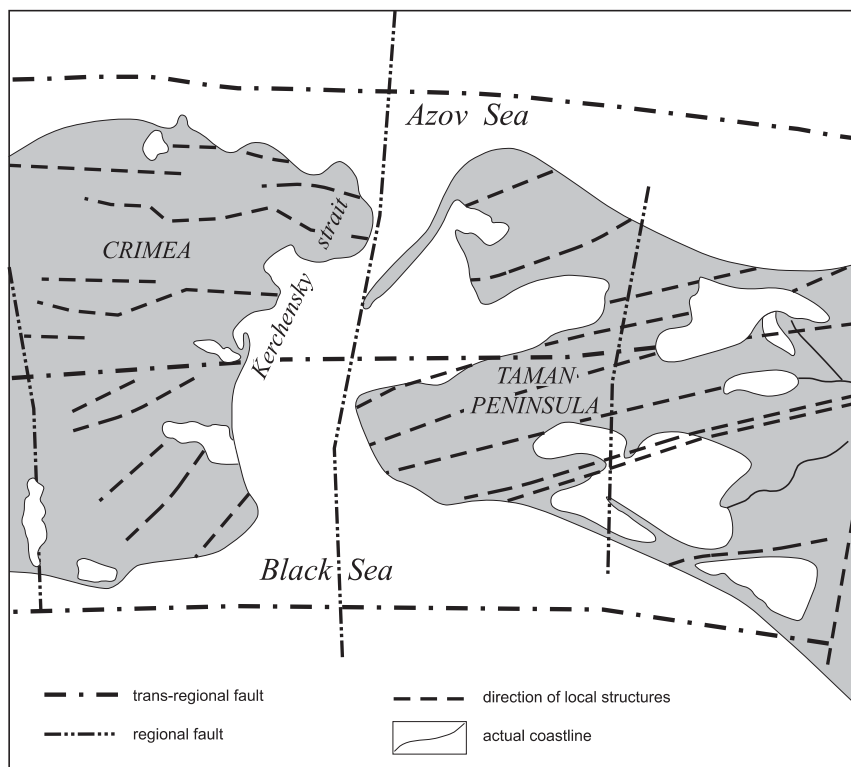 Azov Sea
CRIMEA
Kerchensky
strait
TAMAN
PENINSULA
Black Sea
trans-regional fault
regional fault
direction of local structures
actual coastline